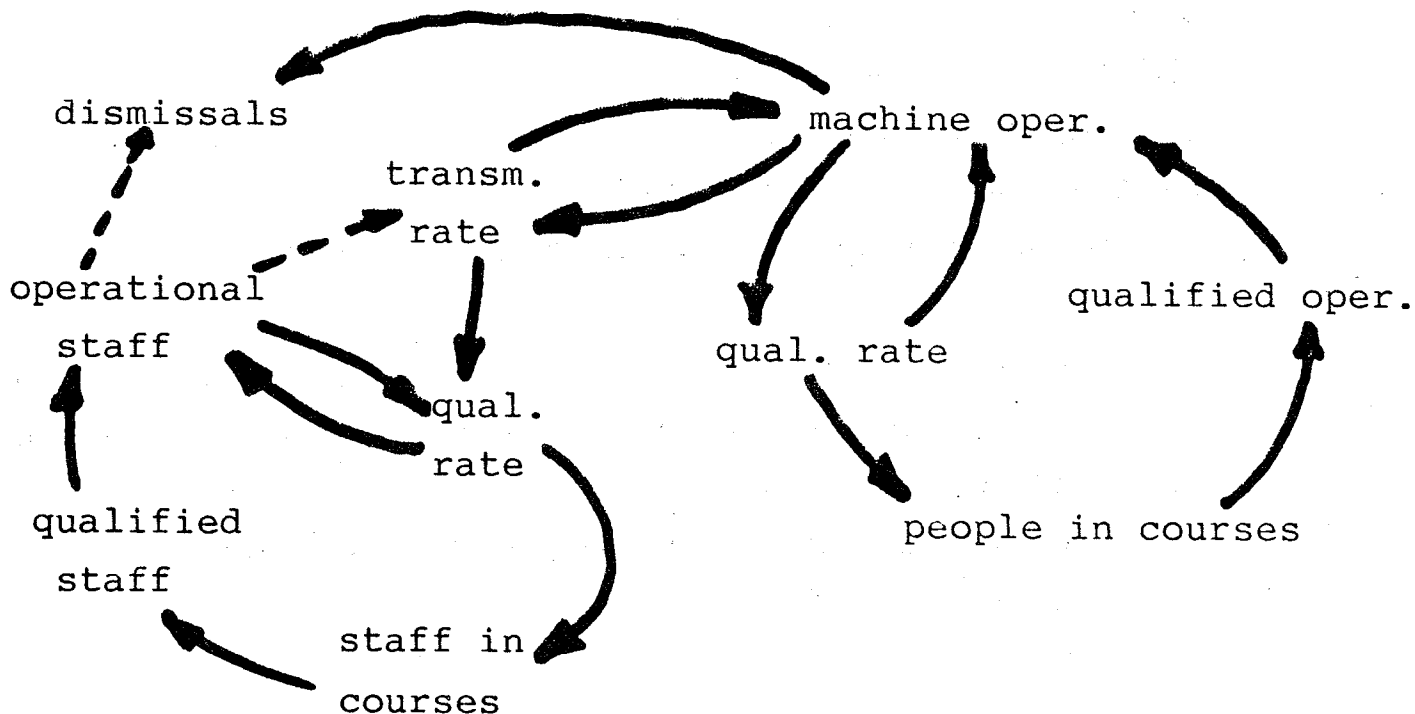 dismissals
machine oper.
transm.
rate
operational
staff
qualified oper.
qual. rate
qual.
rate
qualified
staff
people in courses
staff in
courses